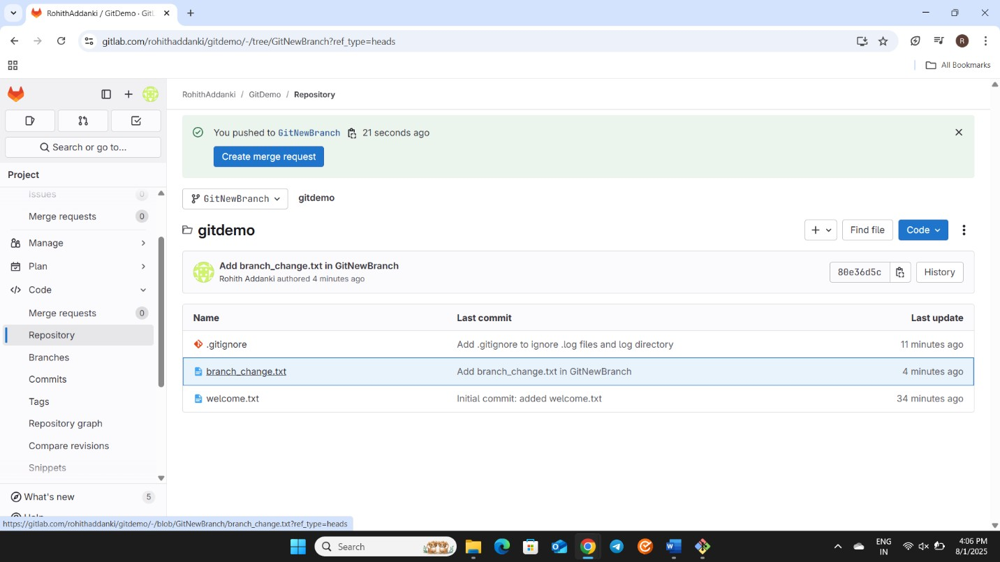 RohithAddanki / GitDemo · GitL
gitlab.com/rohithaddanki/gitdemo/-/tree/GitNewBranch?ref_type=heads
R
All Bookmarks
RohithAddanki / GitDemo / Repository
You pushed to GitNewBranch 21 seconds ago
Create merge request
Search or go to...
Project
Issues 0
Merge requests 0
Manage
Plan
Code
Merge requests 0
Repository
Branches
Commits
Tags
Repository graph
Compare revisions
Snippets
What's new 5
Help
GitNewBranch gitdemo
gitdemo
Find file
Code
Add branch_change.txt in GitNewBranch
Rohith Addanki authored 4 minutes ago
80e36d5c
History
Name Last commit Last update
.gitignore Add .gitignore to ignore .log files and log directory 11 minutes ago
branch_change.txt Add branch_change.txt in GitNewBranch 4 minutes ago
welcome.txt Initial commit: added welcome.txt 34 minutes ago
https://gitlab.com/rohithaddanki/gitdemo/-/blob/GitNewBranch/branch_change.txt?ref_type=heads
Search
ENG
IN
4:06 PM
8/1/2025